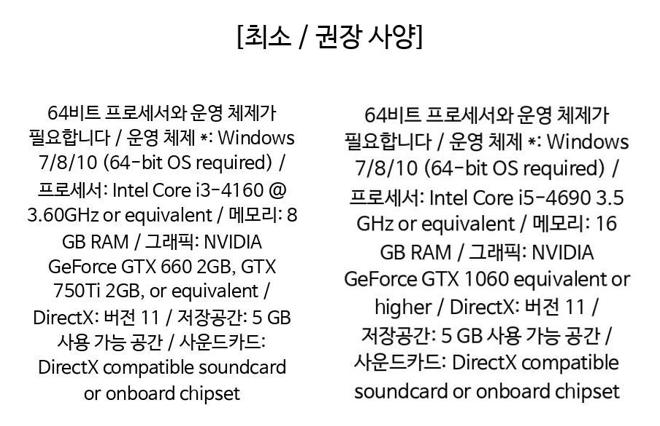 [최소 / 권장 사양]
64비트 프로세서와 운영 체제가
필요합니다 / 운영 체제 *: Windows
7/8/10 (64-bit OS required) /
프로세서: Intel Core i3-4160 @
3.60GHz or equivalent / 메모리: 8
GB RAM / 그래픽: NVIDIA
GeForce GTX 660 2GB, GTX
750Ti 2GB, or equivalent /
DirectX: 버전 11 / 저장공간: 5 GB
사용 가능 공간 / 사운드카드:
DirectX compatible soundcard
or onboard chipset
64비트 프로세서와 운영 체제가
필요합니다 / 운영 체제 *: Windows
7/8/10 (64-bit OS required) /
프로세서: Intel Core i5-4690 3.5
GHz or equivalent / 메모리: 16
GB RAM / 그래픽: NVIDIA
GeForce GTX 1060 equivalent or
higher / DirectX: 버전 11 /
저장공간: 5 GB 사용 가능 공간 /
사운드카드: DirectX compatible
soundcard or onboard chipset